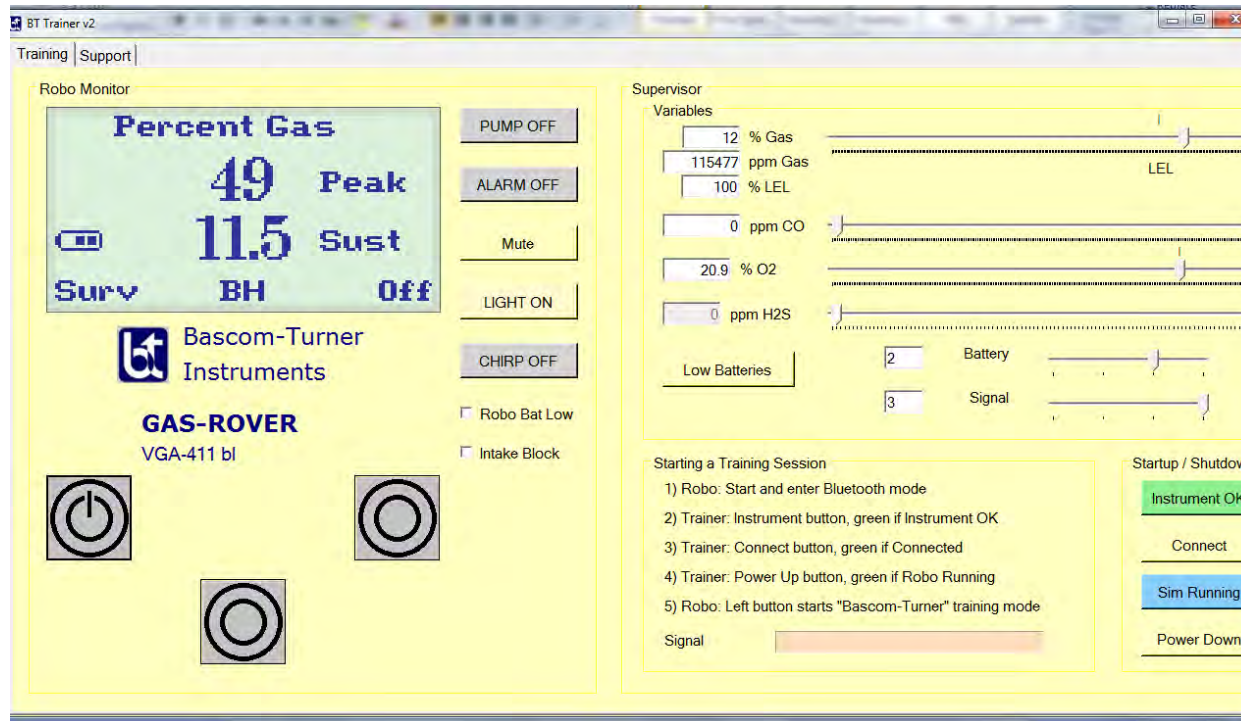 BT Trainer v2
Training
Support
Robo Monitor
Percent Gas
49 Peak
11.5 Sust
Surv BH Off
PUMP OFF
ALARM OFF
Mute
LIGHT ON
CHIRP OFF
Robo Bat Low
Intake Block
bt
Bascom-Turner
Instruments
GAS-ROVER
VGA-411 bl
Supervisor
Variables
12 % Gas
115477 ppm Gas
100 % LEL
LEL
0 ppm CO
20.9 % O2
0 ppm H2S
Low Batteries
2 Battery
3 Signal
Starting a Training Session
1) Robo: Start and enter Bluetooth mode
2) Trainer: Instrument button, green if Instrument OK
3) Trainer: Connect button, green if Connected
4) Trainer: Power Up button, green if Robo Running
5) Robo: Left button starts "Bascom-Turner" training mode
Signal
Startup / Shutdow
Instrument OK
Connect
Sim Running
Power Down